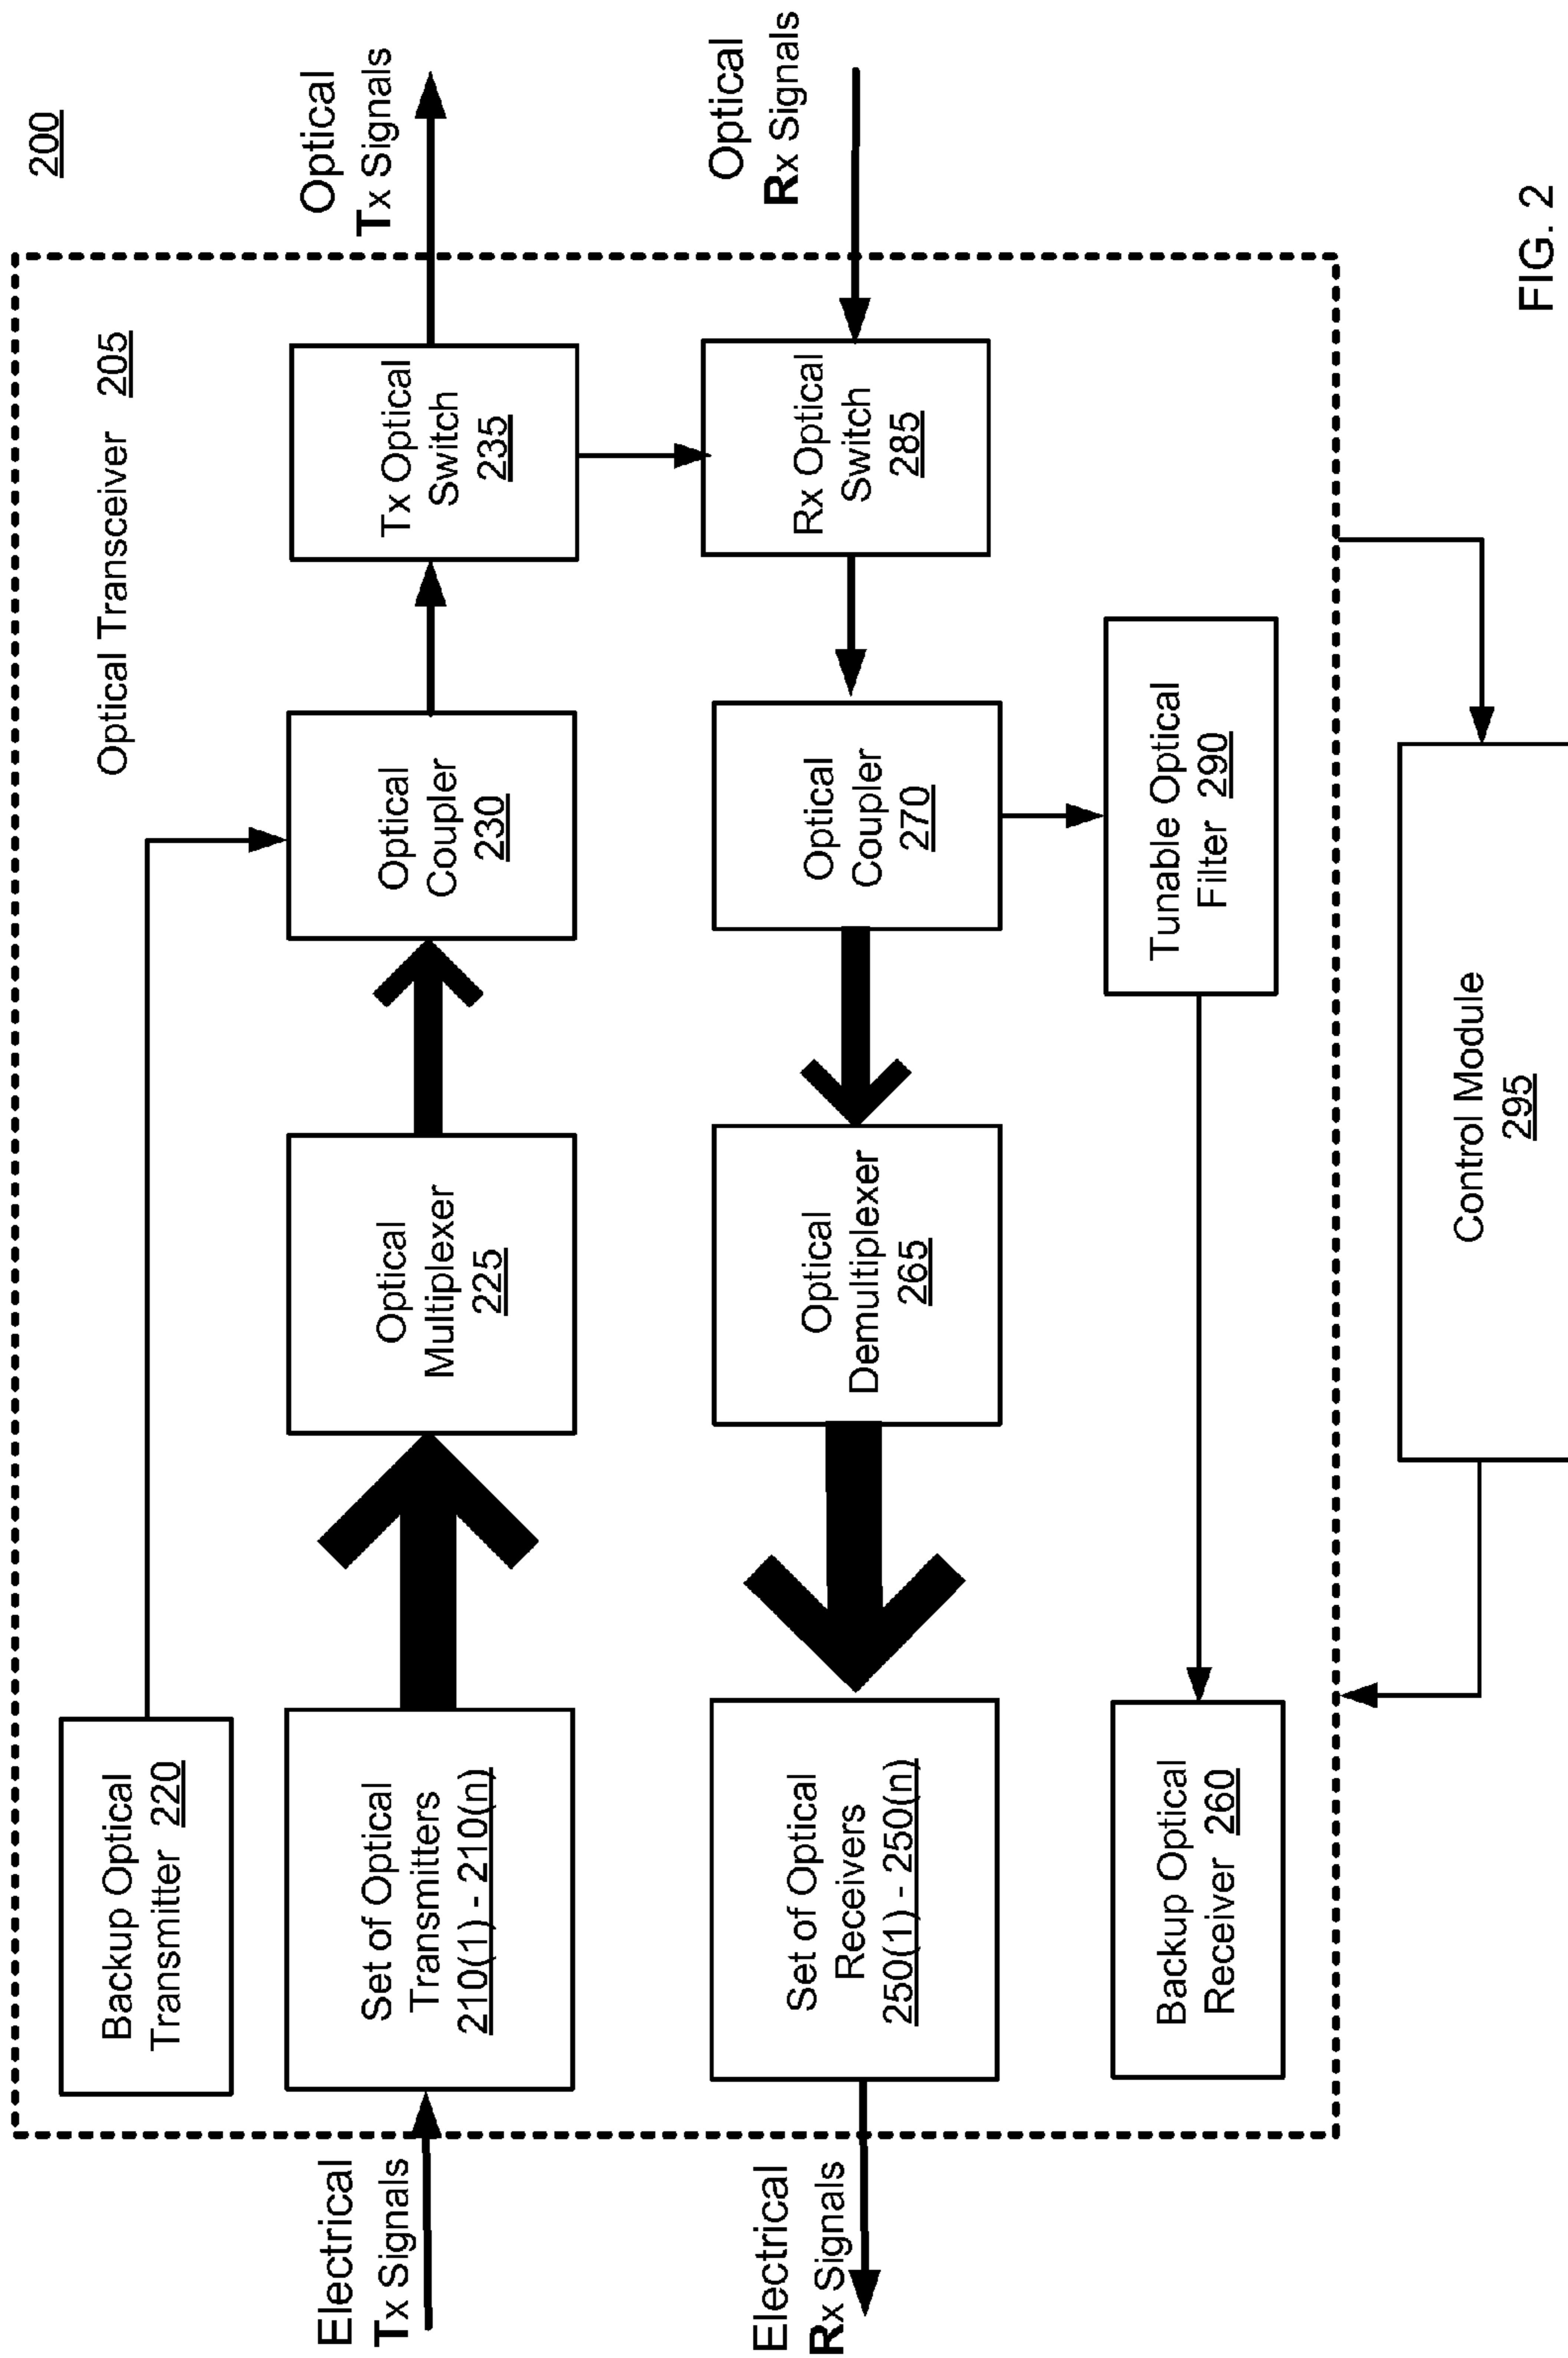 200
Optical Transceiver 205
Backup Optical
Transmitter 220
Electrical
Tx Signals
Set of Optical
Transmitters
210(1) - 210(n)
Optical
Multiplexer
225
Optical
Coupler
230
Tx Optical
Switch
235
Optical
Tx Signals
Electrical
Rx Signals
Set of Optical
Receivers
250(1) - 250(n)
Optical
Demultiplexer
265
Optical
Coupler
270
Rx Optical
Switch
285
Optical
Rx Signals
Backup Optical
Receiver 260
Tunable Optical
Filter 290
Control Module
295
FIG. 2